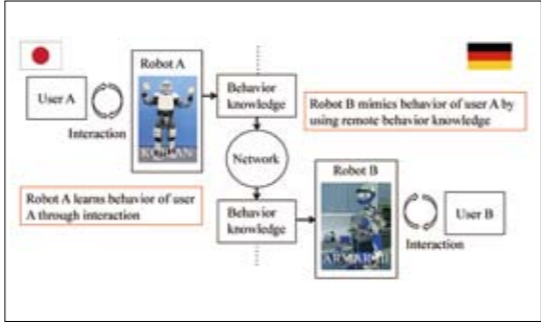 Robot A
User A
Interaction
Behavior
knowledge
Robot B mimics behavior of user A by
using remote behavior knowledge
Network
Robot A learns behavior of user
A through interaction
Behavior
knowledge
Robot B
User B
Interaction